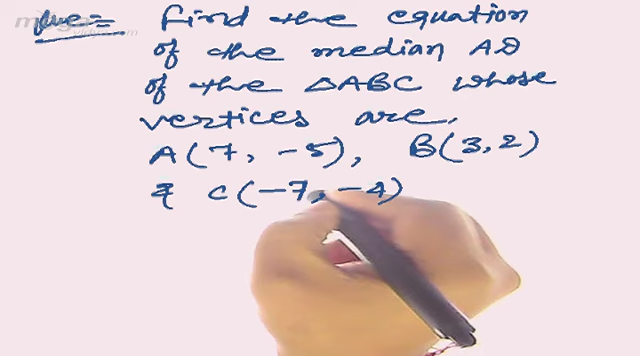 Que= Find the equation
of the median AD
of the △ABC whose
vertices are,
A(7, -5), B(3, 2)
& C(-7, -4)